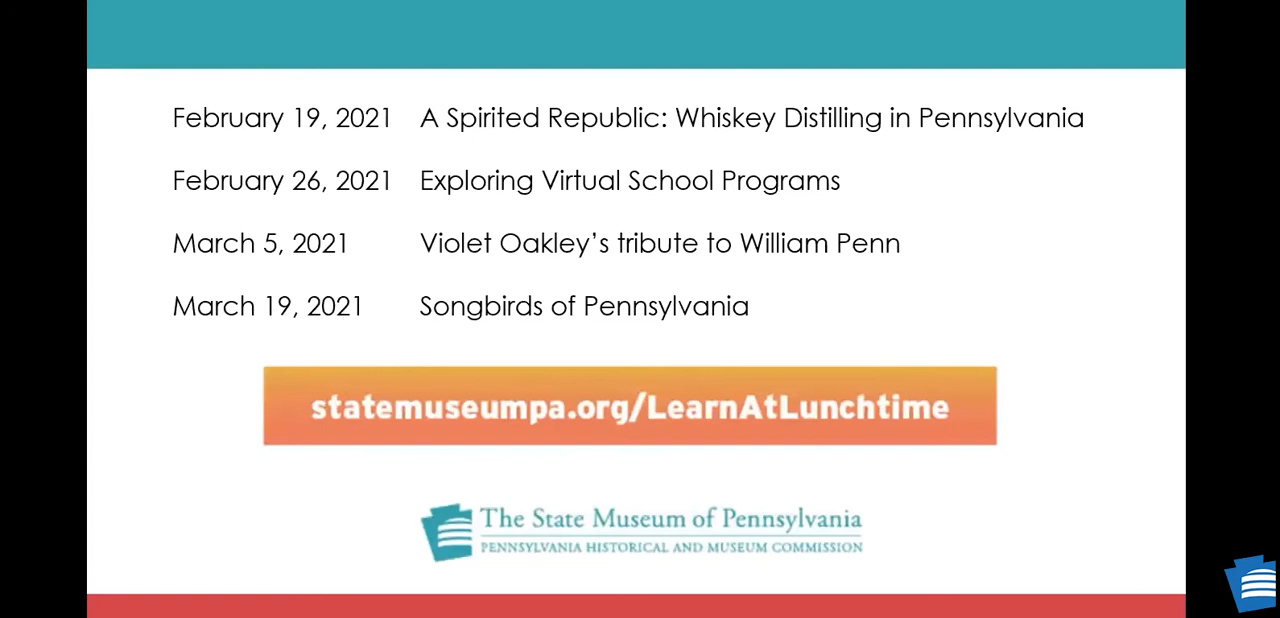 February 19, 2021 A Spirited Republic: Whiskey Distilling in Pennsylvania
February 26, 2021 Exploring Virtual School Programs
March 5, 2021 Violet Oakley’s tribute to William Penn
March 19, 2021 Songbirds of Pennsylvania
statemuseumpa.org/LearnAtLunchtime
The State Museum of Pennsylvania
PENNSYLVANIA HISTORICAL AND MUSEUM COMMISSION